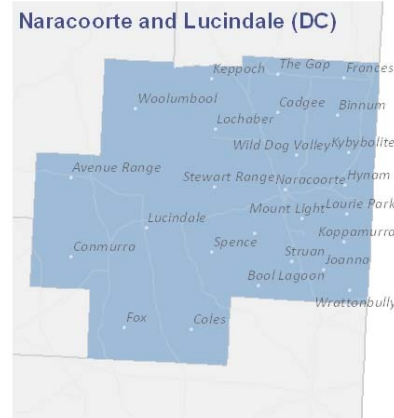 Naracoorte and Lucindale (DC)
Keppoch
The Gap
Frances
Woolumbool
Cadgee
Binnum
Lochaber
Wild Dog Valley
Kybybolite
Avenue Range
Stewart Range
Naracoorte
Hynam
Lucindale
Mount Light
Laurie Park
Koppamurra
Conmurra
Spence
Struan
Joanna
Bool Lagoon
Wrattonbully
Fox
Coles